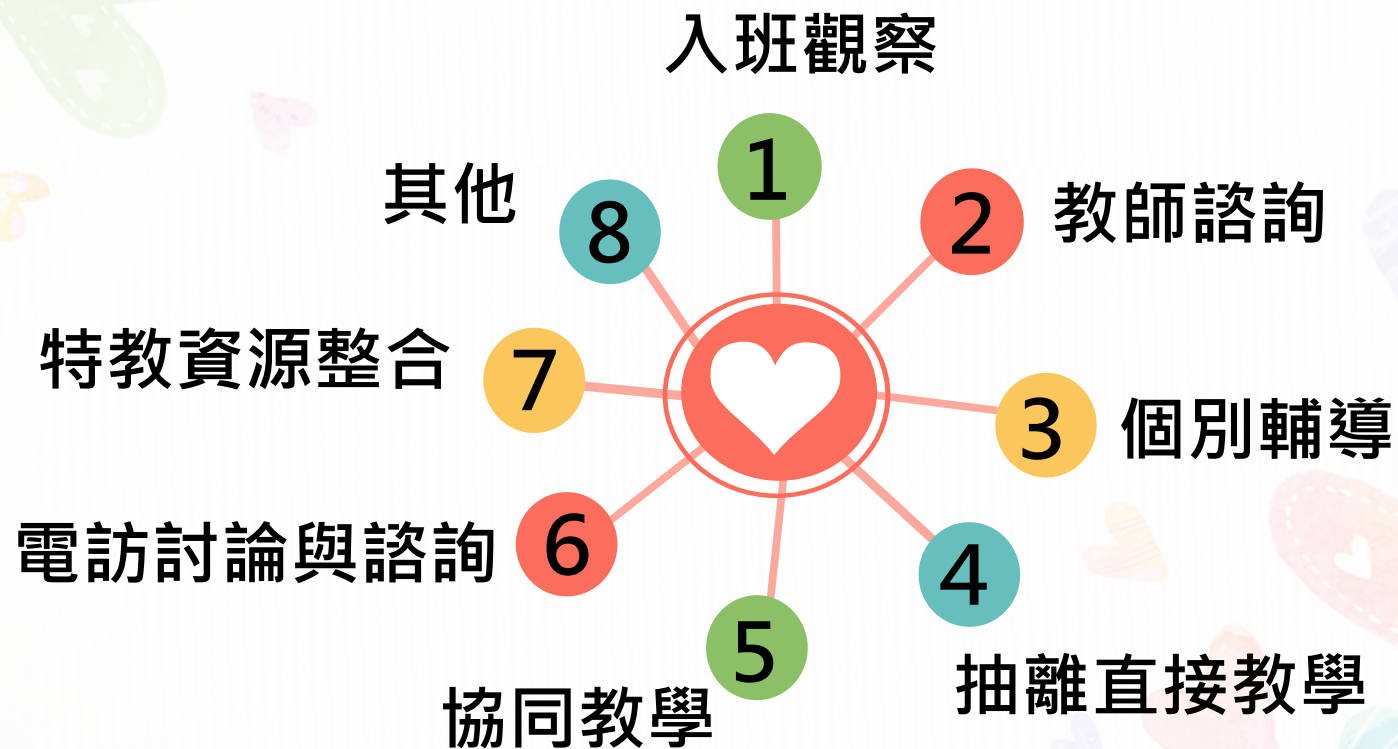 入班觀察
1
2
教師諮詢
3
個別輔導
4
抽離直接教學
5
協同教學
6
電訪討論與諮詢
7
特教資源整合
8
其他